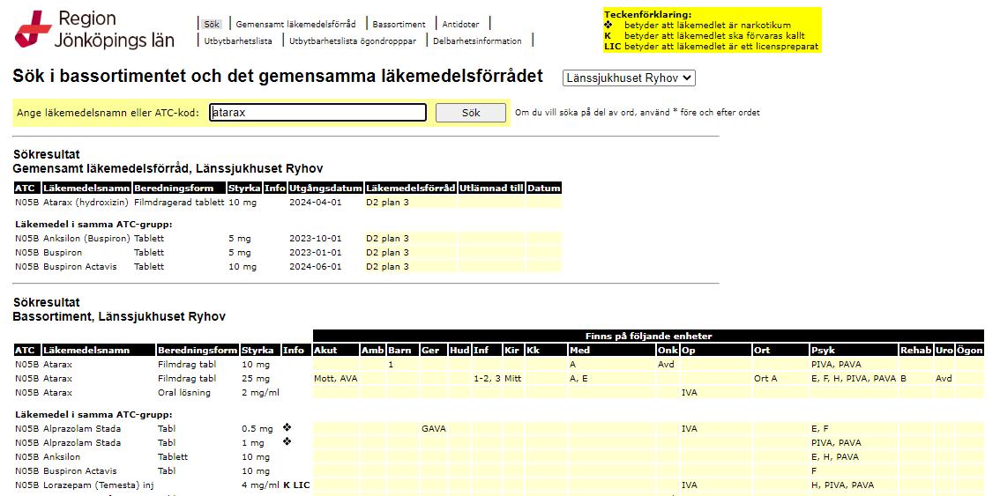 Region
Jönköpings län
Sök | Gemensamt läkemedelsförråd | Bassortiment | Antidoter
Utbytbarhetslista | Utbytbarhetslista ögondropppar | Delbarhetsinformation
Teckenförklaring:
❖ betyder att läkemedlet är narkotikum
K betyder att läkemedlet ska förvaras kallt
LIC betyder att läkemedlet är ett licenspreparat
Sök i bassortimentet och det gemensamma läkemedelsförrådet Länssjukhuset Ryhov
Ange läkemedelsnamn eller ATC-kod: atarax Sök Om du vill söka på del av ord, använd * före och efter ordet
Sökresultat
Gemensamt läkemedelsförråd, Länssjukhuset Ryhov
ATC Läkemedelsnamn Beredningsform Styrka Info Utgångsdatum Läkemedelsförråd Utlämnad till Datum
N05B Atarax (hydroxizin) Filmdragerad tablett 10 mg 2024-04-01 D2 plan 3
Läkemedel i samma ATC-grupp:
N05B Anksilon (Buspiron) Tablett 5 mg 2023-10-01 D2 plan 3
N05B Buspiron Tablett 5 mg 2023-01-01 D2 plan 3
N05B Buspiron Actavis Tablett 10 mg 2024-06-01 D2 plan 3
Sökresultat
Bassortiment, Länssjukhuset Ryhov
Finns på följande enheter
ATC Läkemedelsnamn Beredningsform Styrka Info Akut Amb Barn Ger Hud Inf Kir Kk Med Onk Op Ort Psyk Rehab Uro Ögon
N05B Atarax Filmdrag tabl 10 mg 1 A Avd PIVA, PAVA
N05B Atarax Filmdrag tabl 25 mg Mott, AVA 1-2, 3 Mitt A, E Ort A E, F, H, PIVA, PAVA B Avd
N05B Atarax Oral lösning 2 mg/ml IVA
Läkemedel i samma ATC-grupp:
N05B Alprazolam Stada Tabl 0.5 mg ❖ GAVA IVA E, F
N05B Alprazolam Stada Tabl 1 mg ❖ PIVA, PAVA
N05B Anksilon Tablett 10 mg E, H, PAVA
N05B Buspiron Actavis Tabl 10 mg F
N05B Lorazepam (Temesta) inj 4 mg/ml K LIC IVA H, PIVA, PAVA